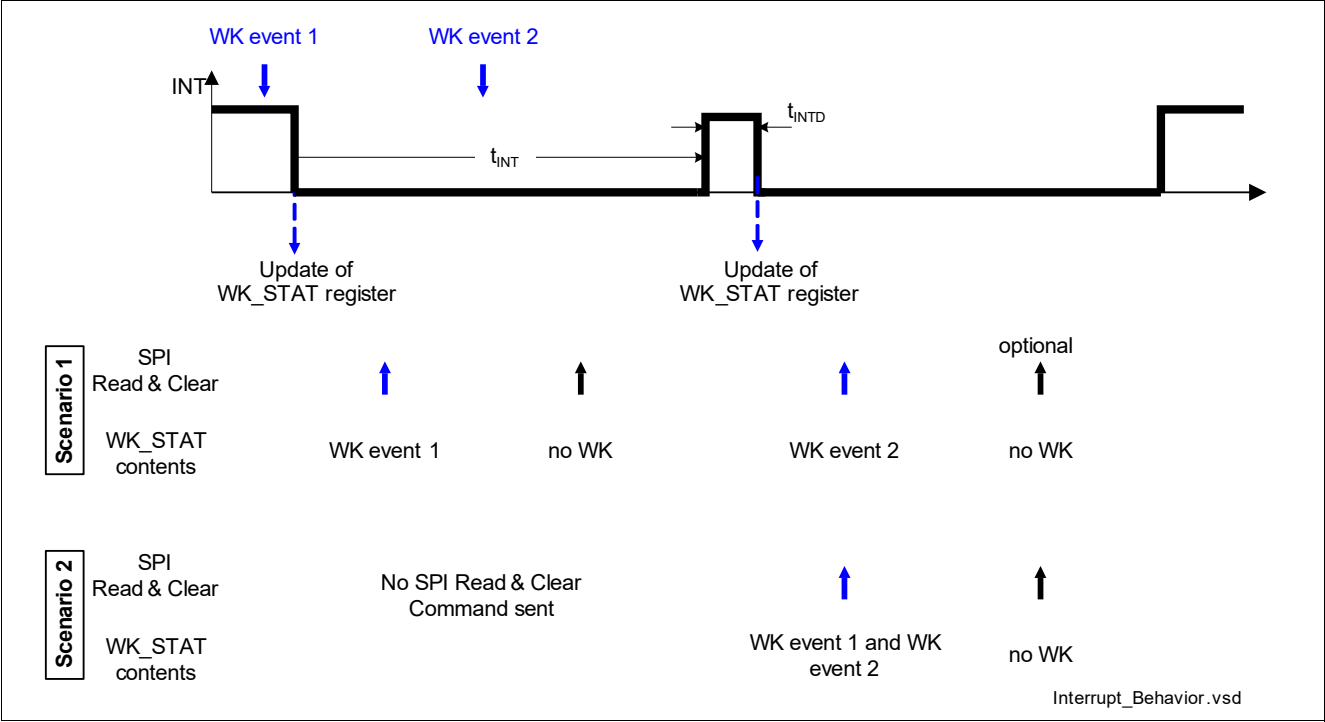 WK event 1
WK event 2
INT
tINTD
tINT
Update of
WK_STAT register
Update of
WK_STAT register
Scenario 1
SPI
Read & Clear
optional
WK_STAT
contents
WK event 1
no WK
WK event 2
no WK
Scenario 2
SPI
Read & Clear
No SPI Read & Clear
Command sent
WK_STAT
contents
WK event 1 and WK
event 2
no WK
Interrupt_Behavior.vsd